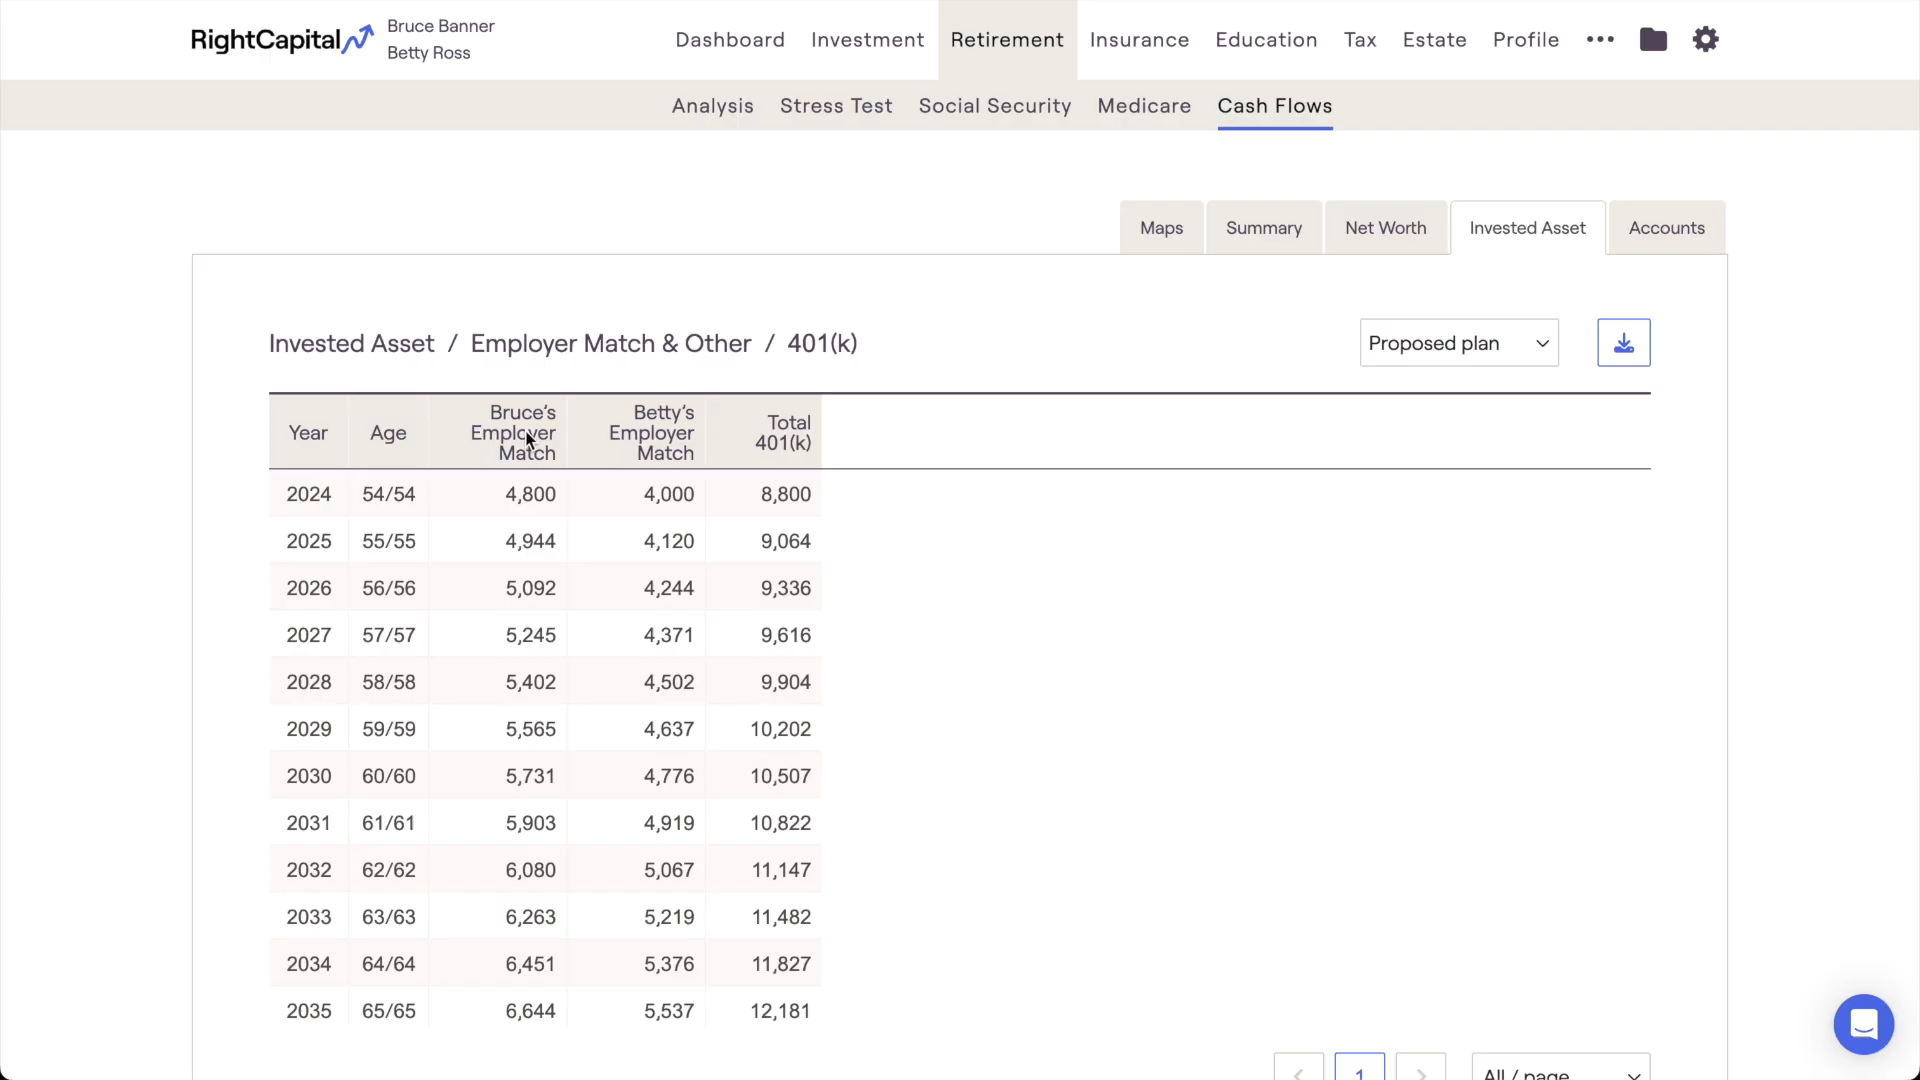 RightCapital
Bruce Banner
Betty Ross
Dashboard Investment Retirement Insurance Education Tax Estate Profile
Analysis Stress Test Social Security Medicare Cash Flows
Maps Summary Net Worth Invested Asset Accounts
Invested Asset / Employer Match & Other / 401(k)
Proposed plan
Year Age Bruce's Employer Match Betty's Employer Match Total 401(k)
2024 54/54 4,800 4,000 8,800
2025 55/55 4,944 4,120 9,064
2026 56/56 5,092 4,244 9,336
2027 57/57 5,245 4,371 9,616
2028 58/58 5,402 4,502 9,904
2029 59/59 5,565 4,637 10,202
2030 60/60 5,731 4,776 10,507
2031 61/61 5,903 4,919 10,822
2032 62/62 6,080 5,067 11,147
2033 63/63 6,263 5,219 11,482
2034 64/64 6,451 5,376 11,827
2035 65/65 6,644 5,537 12,181
1 All / page